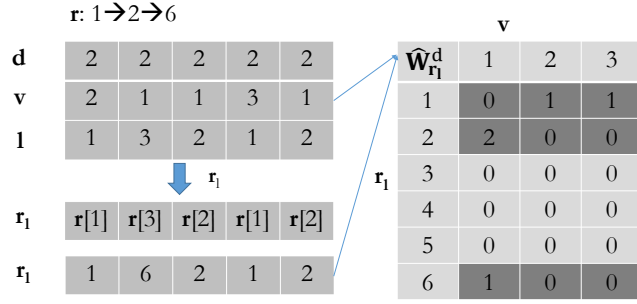 r: 1→2→6
d 2 2 2 2 2
v 2 1 1 3 1
l 1 3 2 1 2
r_l
r_l r[1] r[3] r[2] r[1] r[2]
r_l 1 6 2 1 2
v
Ŵ^d_{r_l} 1 2 3
1 0 1 1
2 2 0 0
3 0 0 0
r_l
4 0 0 0
5 0 0 0
6 1 0 0